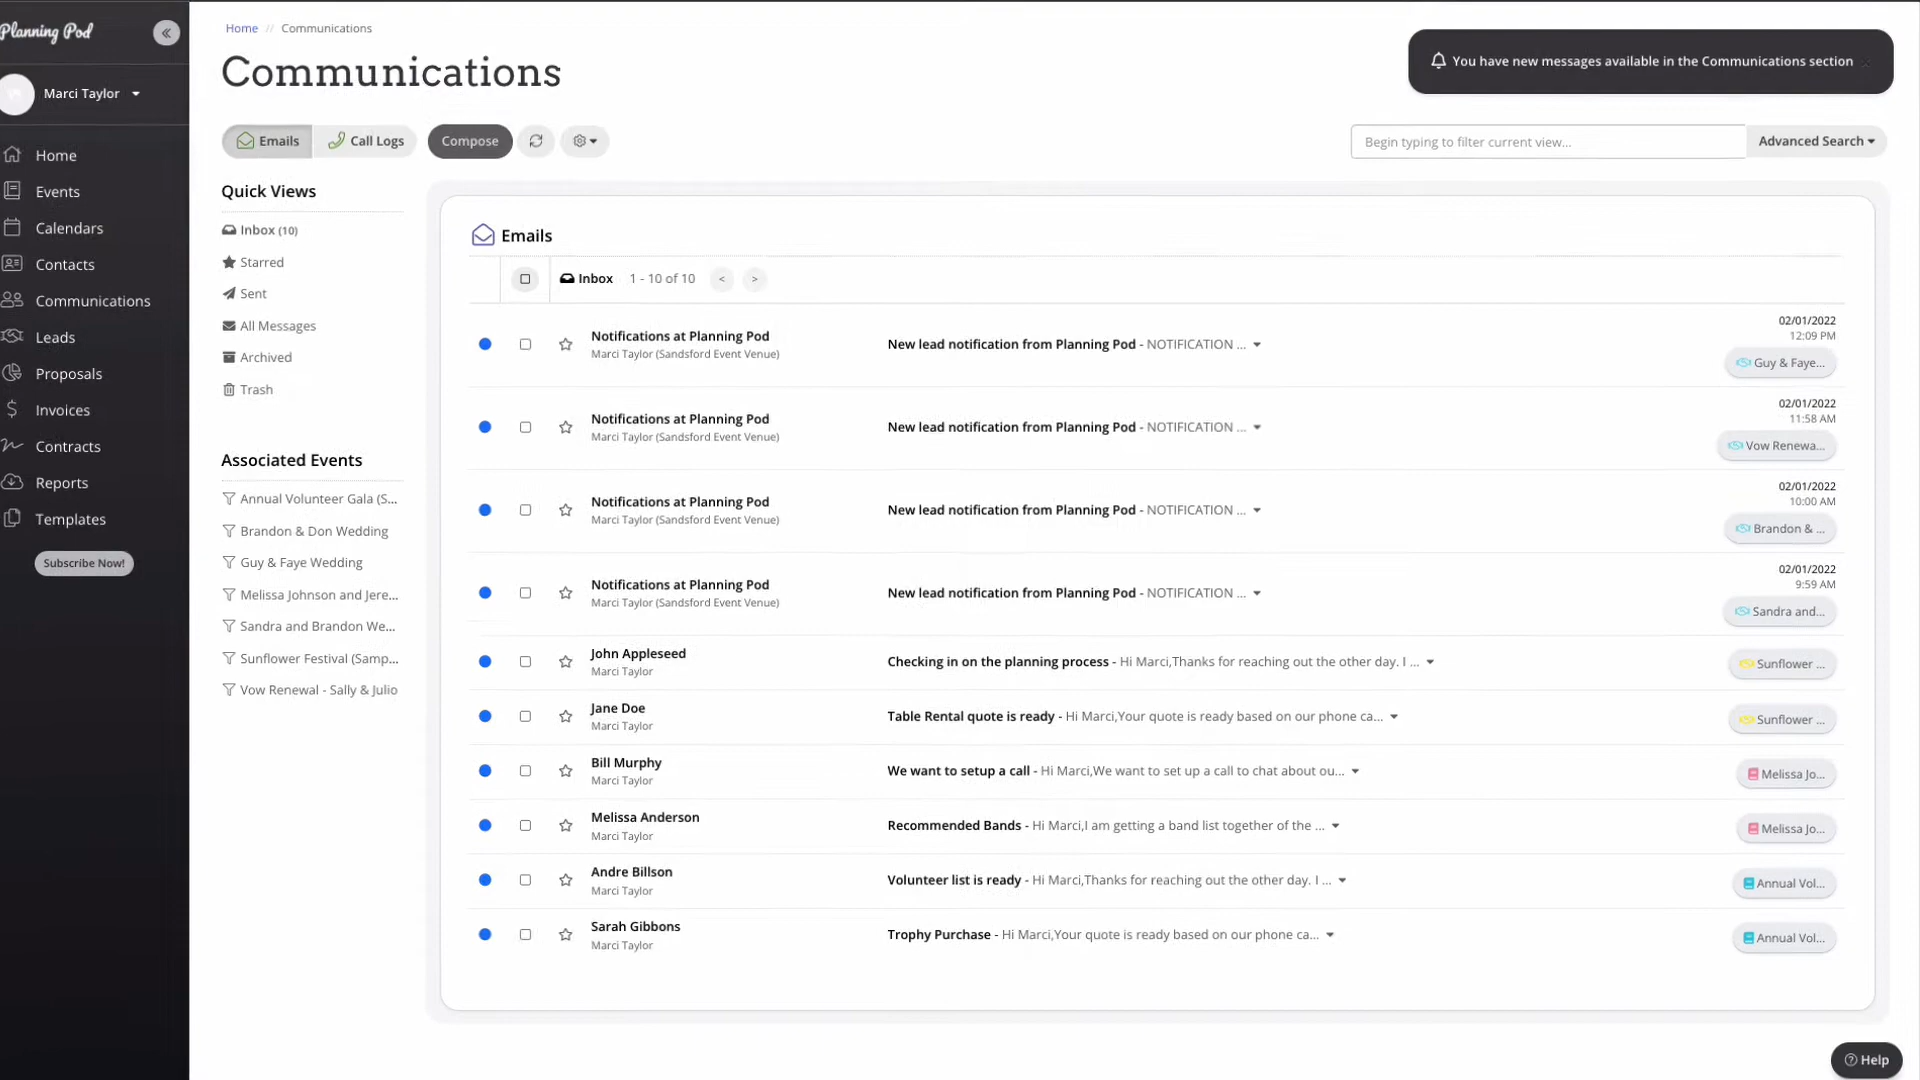 Planning Pod
Marci Taylor
Home
Events
Calendars
Contacts
Communications
Leads
Proposals
Invoices
Contracts
Reports
Templates
Subscribe Now!
Home // Communications
Communications
You have new messages available in the Communications section
Emails
Call Logs
Compose
Begin typing to filter current view...
Advanced Search
Quick Views
Inbox (10)
Starred
Sent
All Messages
Archived
Trash
Associated Events
Annual Volunteer Gala (S...
Brandon & Don Wedding
Guy & Faye Wedding
Melissa Johnson and Jere...
Sandra and Brandon We...
Sunflower Festival (Samp...
Vow Renewal - Sally & Julio
Emails
Inbox 1 - 10 of 10 < >
Notifications at Planning Pod
Marci Taylor (Sandsford Event Venue)
New lead notification from Planning Pod - NOTIFICATION ...
02/01/2022
12:09 PM
Guy & Faye...
Notifications at Planning Pod
Marci Taylor (Sandsford Event Venue)
New lead notification from Planning Pod - NOTIFICATION ...
02/01/2022
11:58 AM
Vow Renewa...
Notifications at Planning Pod
Marci Taylor (Sandsford Event Venue)
New lead notification from Planning Pod - NOTIFICATION ...
02/01/2022
10:00 AM
Brandon & ...
Notifications at Planning Pod
Marci Taylor (Sandsford Event Venue)
New lead notification from Planning Pod - NOTIFICATION ...
02/01/2022
9:59 AM
Sandra and...
John Appleseed
Marci Taylor
Checking in on the planning process - Hi Marci,Thanks for reaching out the other day. I ...
Sunflower ...
Jane Doe
Marci Taylor
Table Rental quote is ready - Hi Marci,Your quote is ready based on our phone ca...
Sunflower ...
Bill Murphy
Marci Taylor
We want to setup a call - Hi Marci,We want to set up a call to chat about ou...
Melissa Jo...
Melissa Anderson
Marci Taylor
Recommended Bands - Hi Marci,I am getting a band list together of the ...
Melissa Jo...
Andre Billson
Marci Taylor
Volunteer list is ready - Hi Marci,Thanks for reaching out the other day. I ...
Annual Vol...
Sarah Gibbons
Marci Taylor
Trophy Purchase - Hi Marci,Your quote is ready based on our phone ca...
Annual Vol...
Help